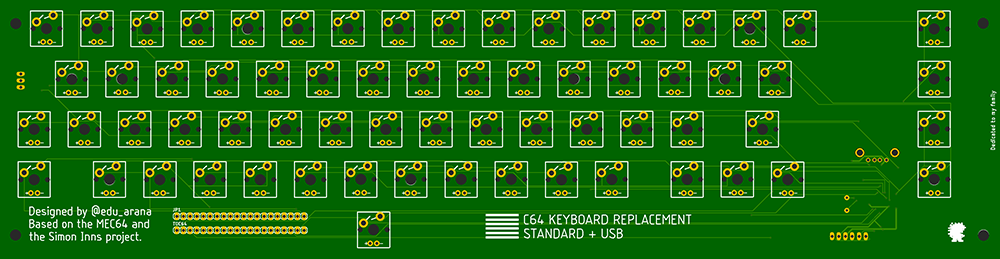 Dedicated to my family
Designed by @edu_arana
Based on the MEC64 and
the Simon Inns project.
JP1
TOC64
C64 KEYBOARD REPLACEMENT
STANDARD + USB